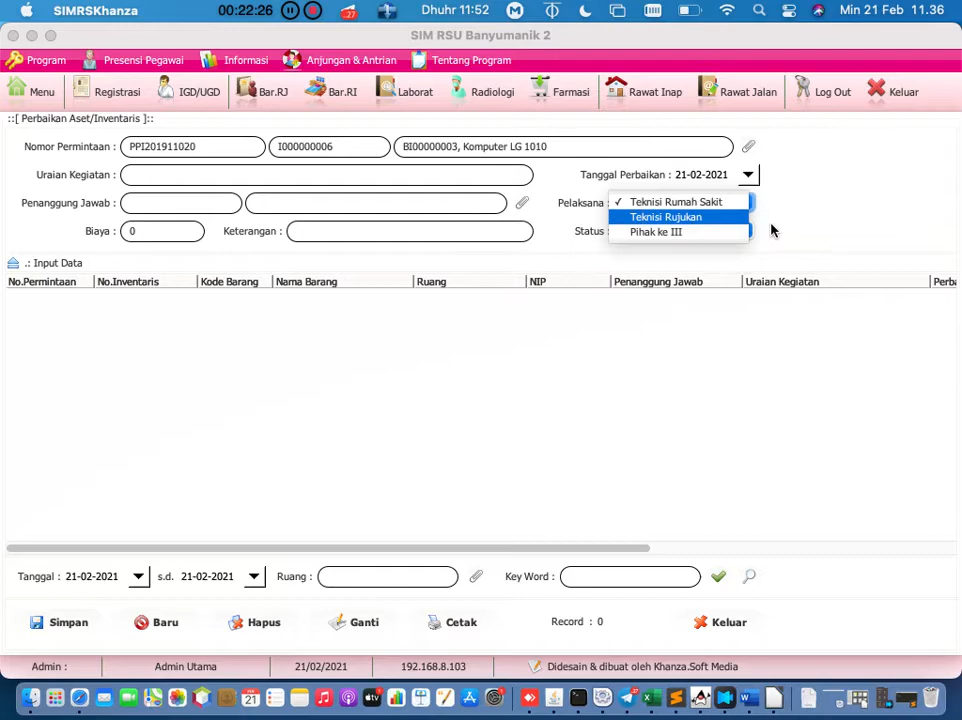 SIMRSKhanza 00:22:26 27 Dhuhr 11:52 Min 21 Feb 11.36
SIM RSU Banyumanik 2
Program Presensi Pegawai Informasi Anjungan & Antrian Tentang Program
Menu Registrasi IGD/UGD Bar.RJ Bar.RI Laborat Radiologi Farmasi Rawat Inap Rawat Jalan Log Out Keluar
::[ Perbaikan Aset/Inventaris ]::
Nomor Permintaan : PPI201911020 I000000006 BI00000003, Komputer LG 1010
Uraian Kegiatan : Tanggal Perbaikan : 21-02-2021
Penanggung Jawab : Pelaksana : ✓ Teknisi Rumah Sakit
Teknisi Rujukan
Biaya : 0 Keterangan : Status : Pihak ke III
.: Input Data
No.Permintaan No.Inventaris Kode Barang Nama Barang Ruang NIP Penanggung Jawab Uraian Kegiatan Perba
Tanggal : 21-02-2021 s.d. 21-02-2021 Ruang : Key Word :
Simpan Baru Hapus Ganti Cetak Record : 0 Keluar
Admin : Admin Utama 21/02/2021 192.168.8.103 Didesain & dibuat oleh Khanza.Soft Media